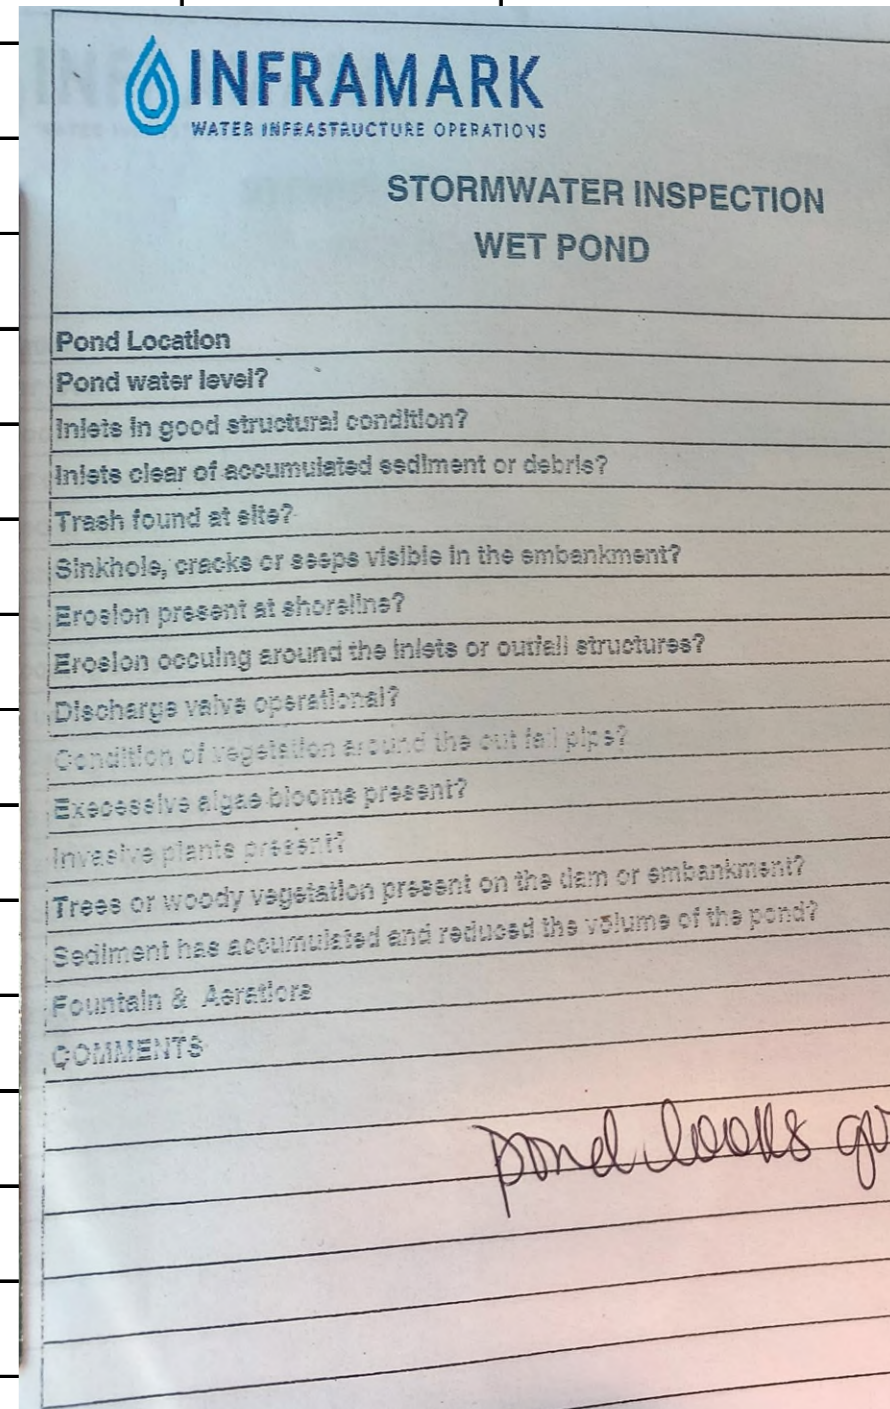 INFRAMARK
WATER INFRASTRUCTURE OPERATIONS
STORMWATER INSPECTION
WET POND
Pond Location
Pond water level?
Inlets in good structural condition?
Inlets clear of accumulated sediment or debris?
Trash found at site?
Sinkhole, cracks or seeps visible in the embankment?
Erosion present at shoreline?
Erosion occuing around the inlets or outfall structures?
Discharge valve operational?
Condition of vegetation around the out fall pipe?
Execessive algae blooms present?
Invasive plants present?
Trees or woody vegetation present on the dam or embankment?
Sediment has accumulated and reduced the volume of the pond?
Fountain & Aerators
COMMENTS
pond looks